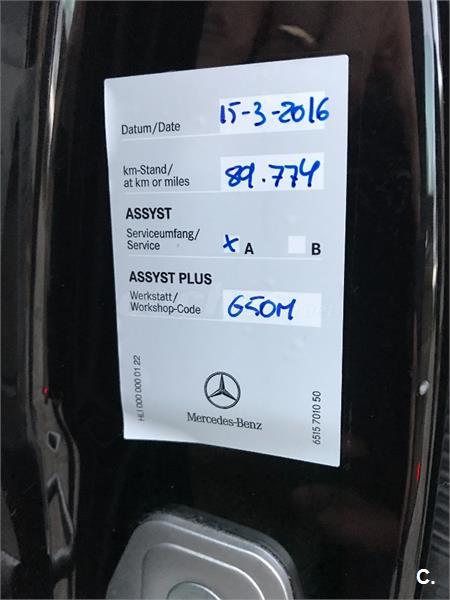 Datum/Date 15-3-2016
km-Stand/
at km or miles 89.774
ASSYST
Serviceumfang/
Service x A B
ASSYST PLUS
Werkstatt/
Workshop-Code G50M
HLI 000 000 01 22
Mercedes-Benz
6515 7010 50
C.